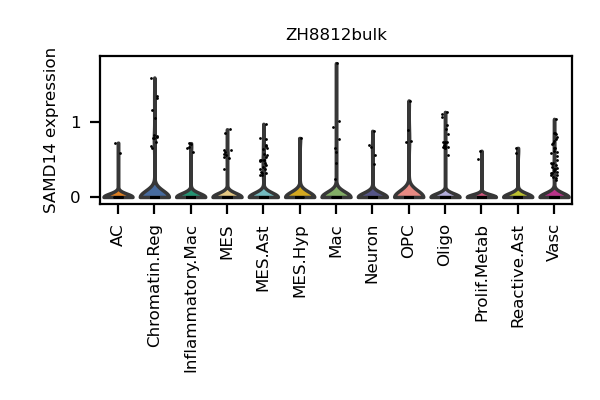 ZH8812bulk
SAMD14 expression
1
0
AC
Chromatin.Reg
Inflammatory.Mac
MES
MES.Ast
MES.Hyp
Mac
Neuron
OPC
Oligo
Prolif.Metab
Reactive.Ast
Vasc